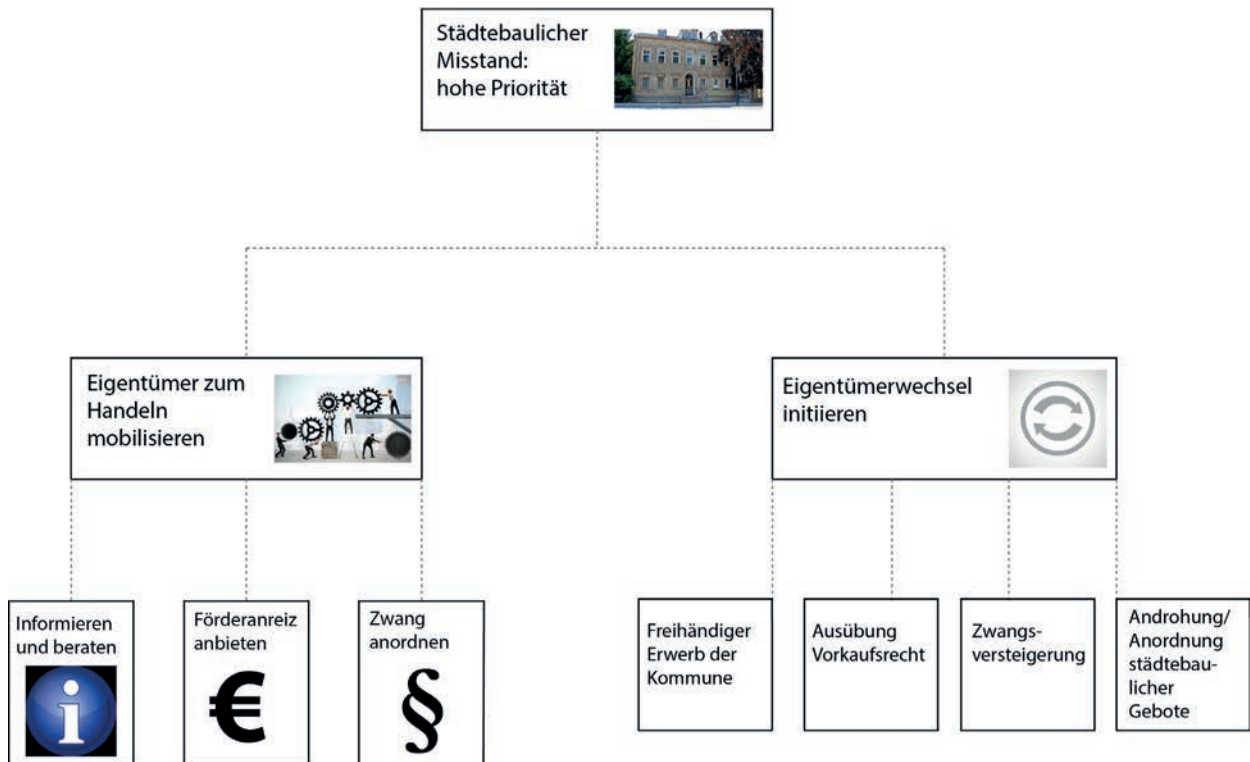 Städtebaulicher
Misstand:
hohe Priorität
Eigentümer zum
Handeln
mobilisieren
Eigentümerwechsel
initiieren
Informieren
und beraten
i
Förderanreiz
anbieten
€
Zwang
anordnen
§
Freihändiger
Erwerb der
Kommune
Ausübung
Vorkaufsrecht
Zwangs-
versteigerung
Androhung/
Anordnung
städtebau-
licher
Gebote